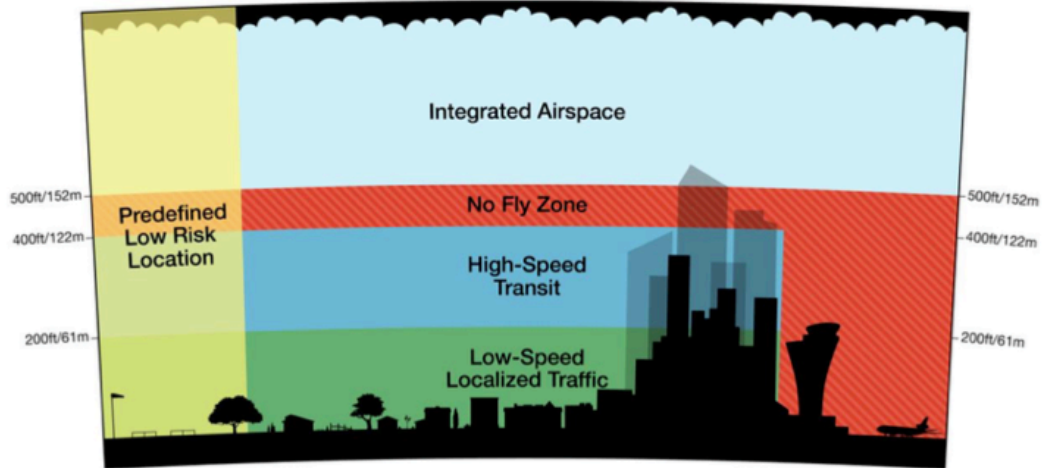 Integrated Airspace
500ft/152m
No Fly Zone
500ft/152m
Predefined
Low Risk
Location
400ft/122m
400ft/122m
High-Speed
Transit
200ft/61m
200ft/61m
Low-Speed
Localized Traffic